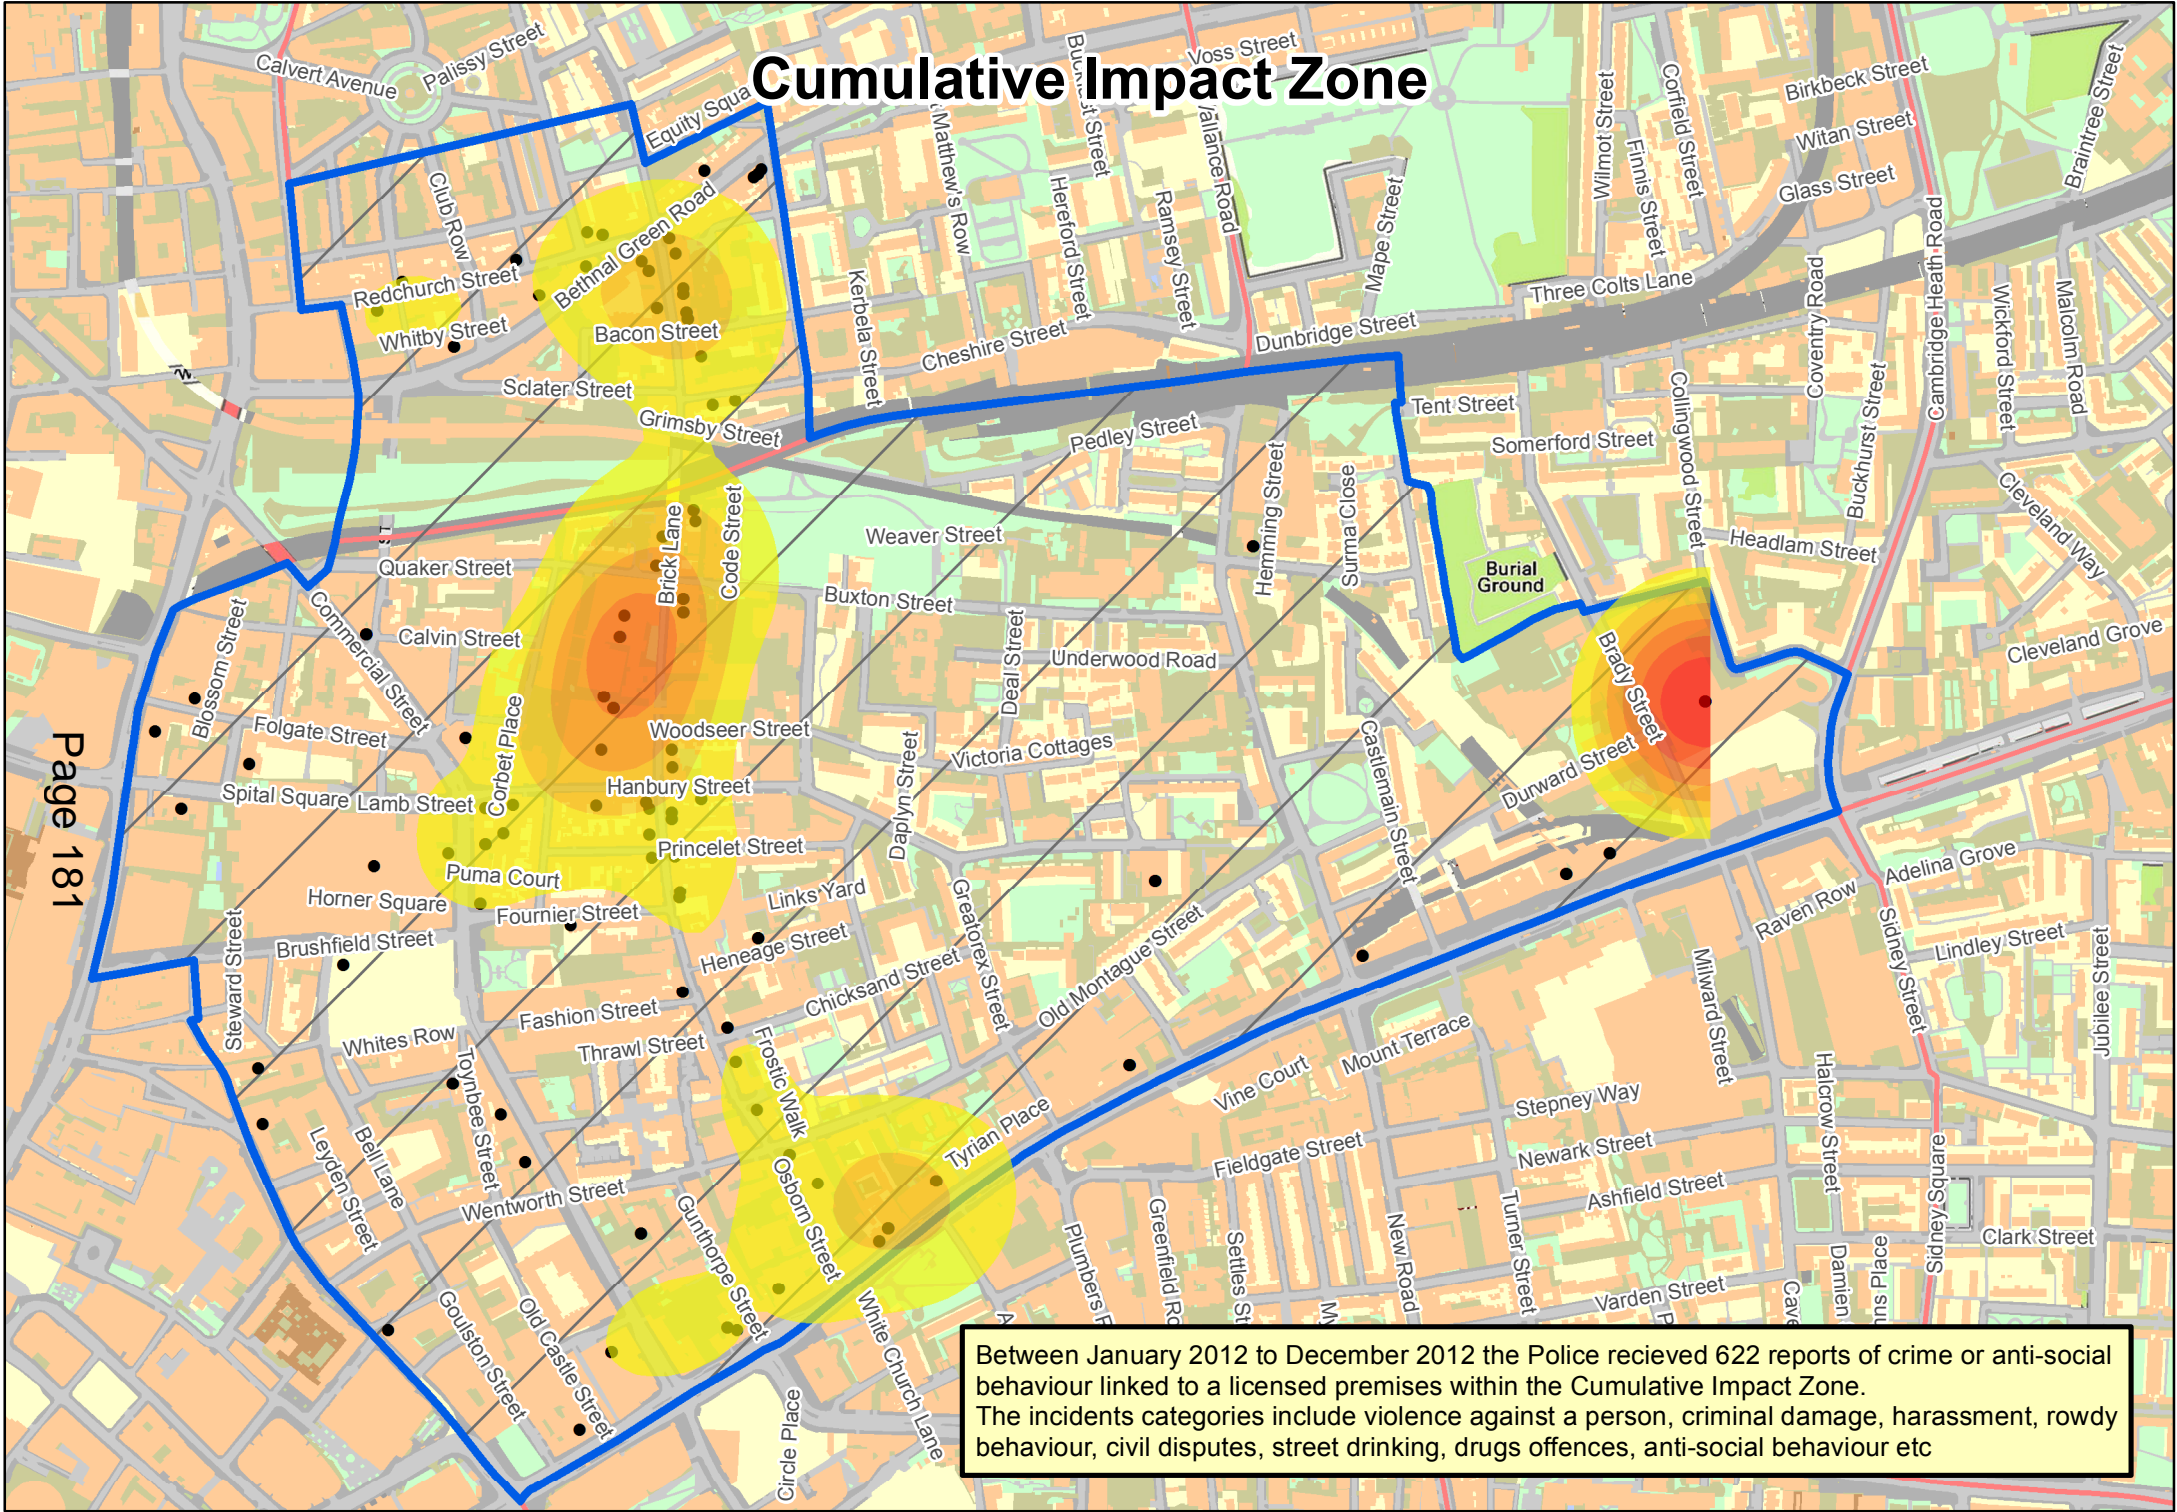 Cumulative Impact Zone
Calvert Avenue
Palissy Street
Voss Street
Birkbeck Street
Braintree Street
Equity Squa
Wilmot Street
Corfield Street
Finnis Street
Witan Street
Glass Street
Club Row
Bethnal Green Road
Hereford Street
Ramsey Street
Mape Street
Redchurch Street
Whitby Street
Bacon Street
Kerbela Street
Cheshire Street
Dunbridge Street
Three Colts Lane
Coventry Road
Cambridge Heath Road
Wickford Street
Malcolm Road
Sclater Street
Grimsby Street
Pedley Street
Tent Street
Somerford Street
Collingwood Street
Buckhurst Street
Cleveland Way
Hemming Street
Surma Close
Brick Lane
Code Street
Weaver Street
Quaker Street
Headlam Street
Burial
Ground
Buxton Street
Blossom Street
Commercial Street
Calvin Street
Deal Street
Underwood Road
Brady Street
Cleveland Grove
Folgate Street
Corbet Place
Woodseer Street
Victoria Cottages
Castlemain Street
Durward Street
Page 181
Spital Square
Lamb Street
Hanbury Street
Daplyn Street
Princelet Street
Adelina Grove
Puma Court
Horner Square
Links Yard
Fournier Street
Greatorex Street
Old Montague Street
Raven Row
Sidney Street
Lindley Street
Jubilee Street
Steward Street
Brushfield Street
Heneage Street
Chicksand Street
Milward Street
Fashion Street
Whites Row
Thrawl Street
Toynbee Street
Frostic Walk
Mount Terrace
Vine Court
Halcrow Street
Stepney Way
Tyrian Place
Leyden Street
Bell Lane
Wentworth Street
Osborn Street
Fieldgate Street
Newark Street
Ashfield Street
Sidney Square
Gunthorpe Street
Plumbers
Greenfield Ro
Settles St
New Road
Turner Street
Clark Street
Damien
ns Place
Varden Street
Cave
My
P
A
Goulston Street
Old Castle Street
White Church Lane
Circle Place
Between January 2012 to December 2012 the Police recieved 622 reports of crime or anti-social
behaviour linked to a licensed premises within the Cumulative Impact Zone.
The incidents categories include violence against a person, criminal damage, harassment, rowdy
behaviour, civil disputes, street drinking, drugs offences, anti-social behaviour etc